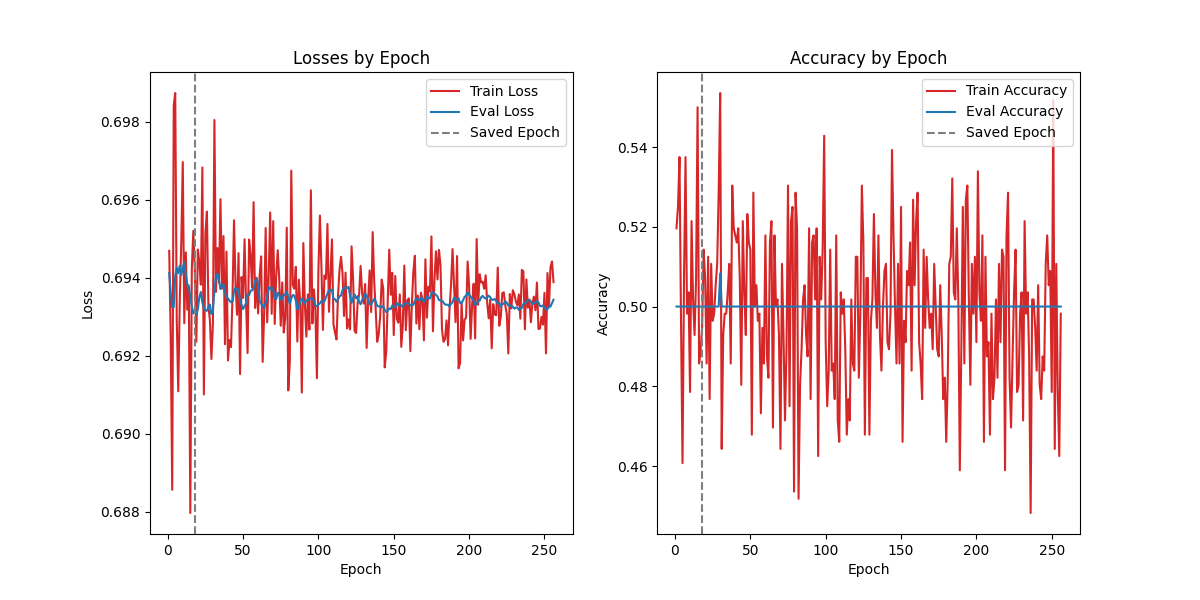 Losses by Epoch
Train Loss
Eval Loss
Saved Epoch
0.698
0.696
0.694
0.692
0.690
0.688
Loss
0
50
100
150
200
250
Epoch
Accuracy by Epoch
Train Accuracy
Eval Accuracy
Saved Epoch
0.54
0.52
0.50
0.48
0.46
Accuracy
0
50
100
150
200
250
Epoch